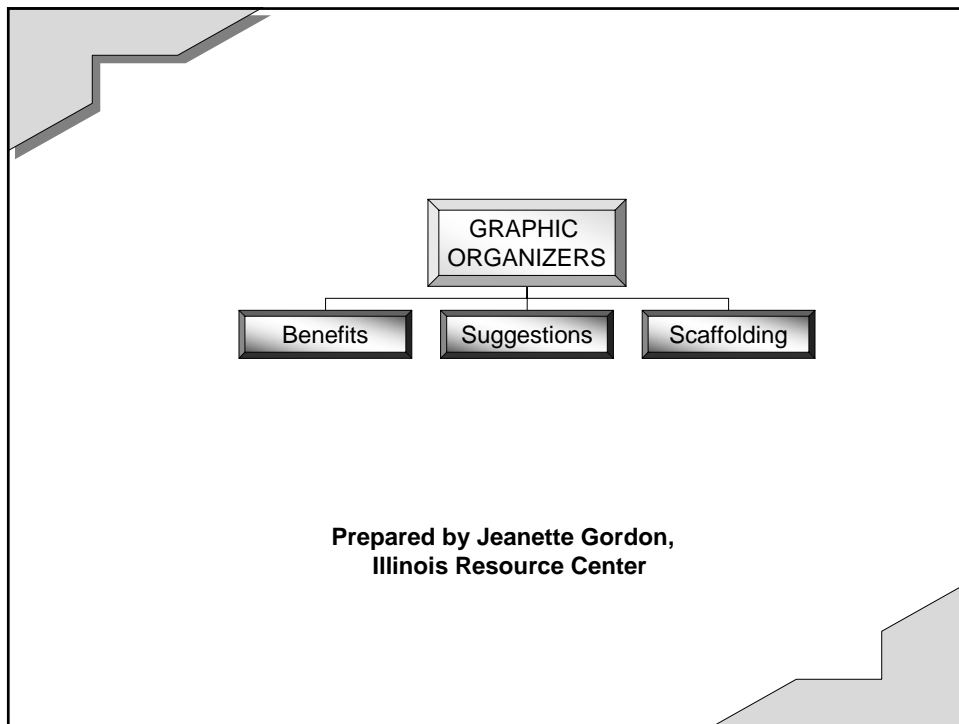 GRAPHIC
ORGANIZERS
Benefits
Suggestions
Scaffolding
Prepared by Jeanette Gordon,
Illinois Resource Center